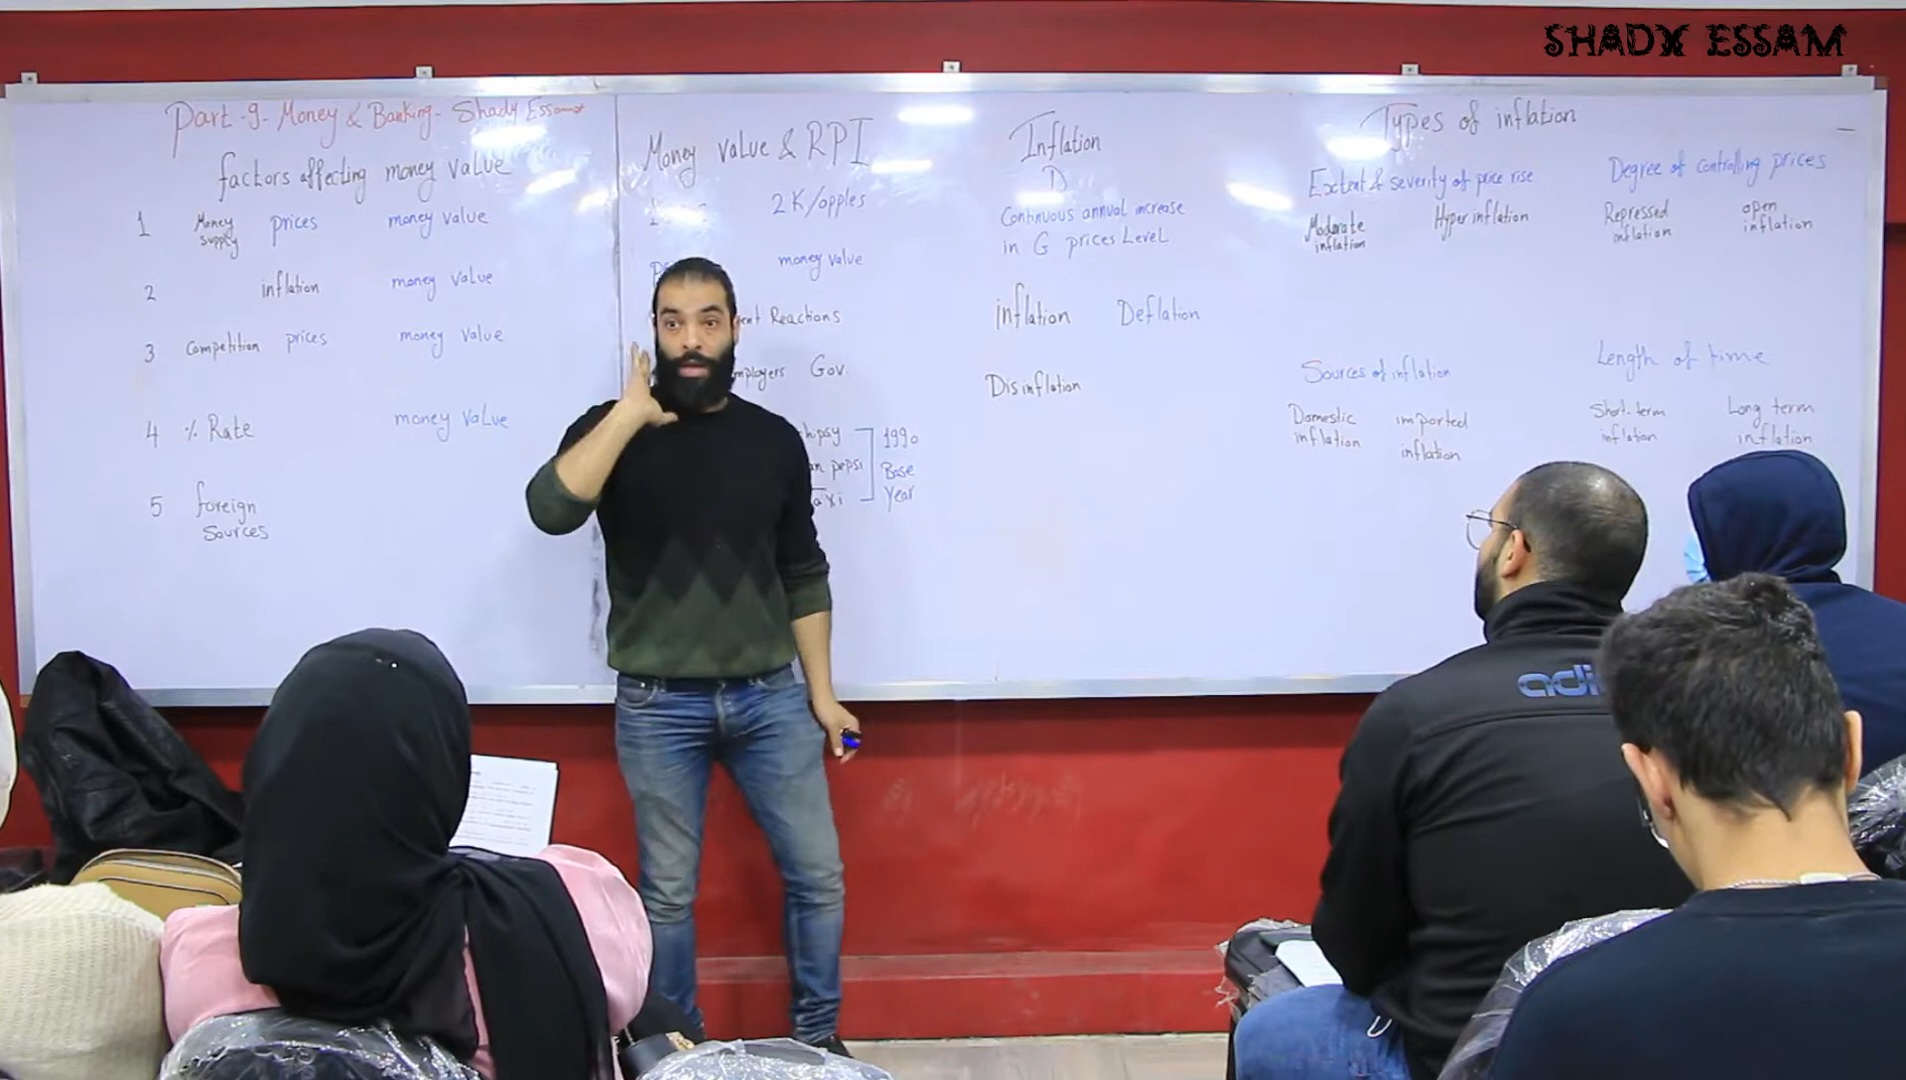 SHADY ESSAM
Part -9- Money & Banking - Shady Essam
factors affecting money value
1 Money supply prices money value
2 inflation money value
3 Competition prices money value
4 % Rate money value
5 foreign
Sources
Money value & RPI
2 K/apples
money value
Reactions
Gov.
pepsi
1990
Base
Year
Inflation
Continuous annual increase
in G prices Level
inflation Deflation
Disinflation
Types of inflation
Extent & severity of price rise
Moderate
inflation
Hyper inflation
Degree of controlling prices
Repressed
inflation
open
inflation
Sources of inflation
Domestic
inflation
imported
inflation
Length of time
Short. term
inflation
Long term
inflation
adi